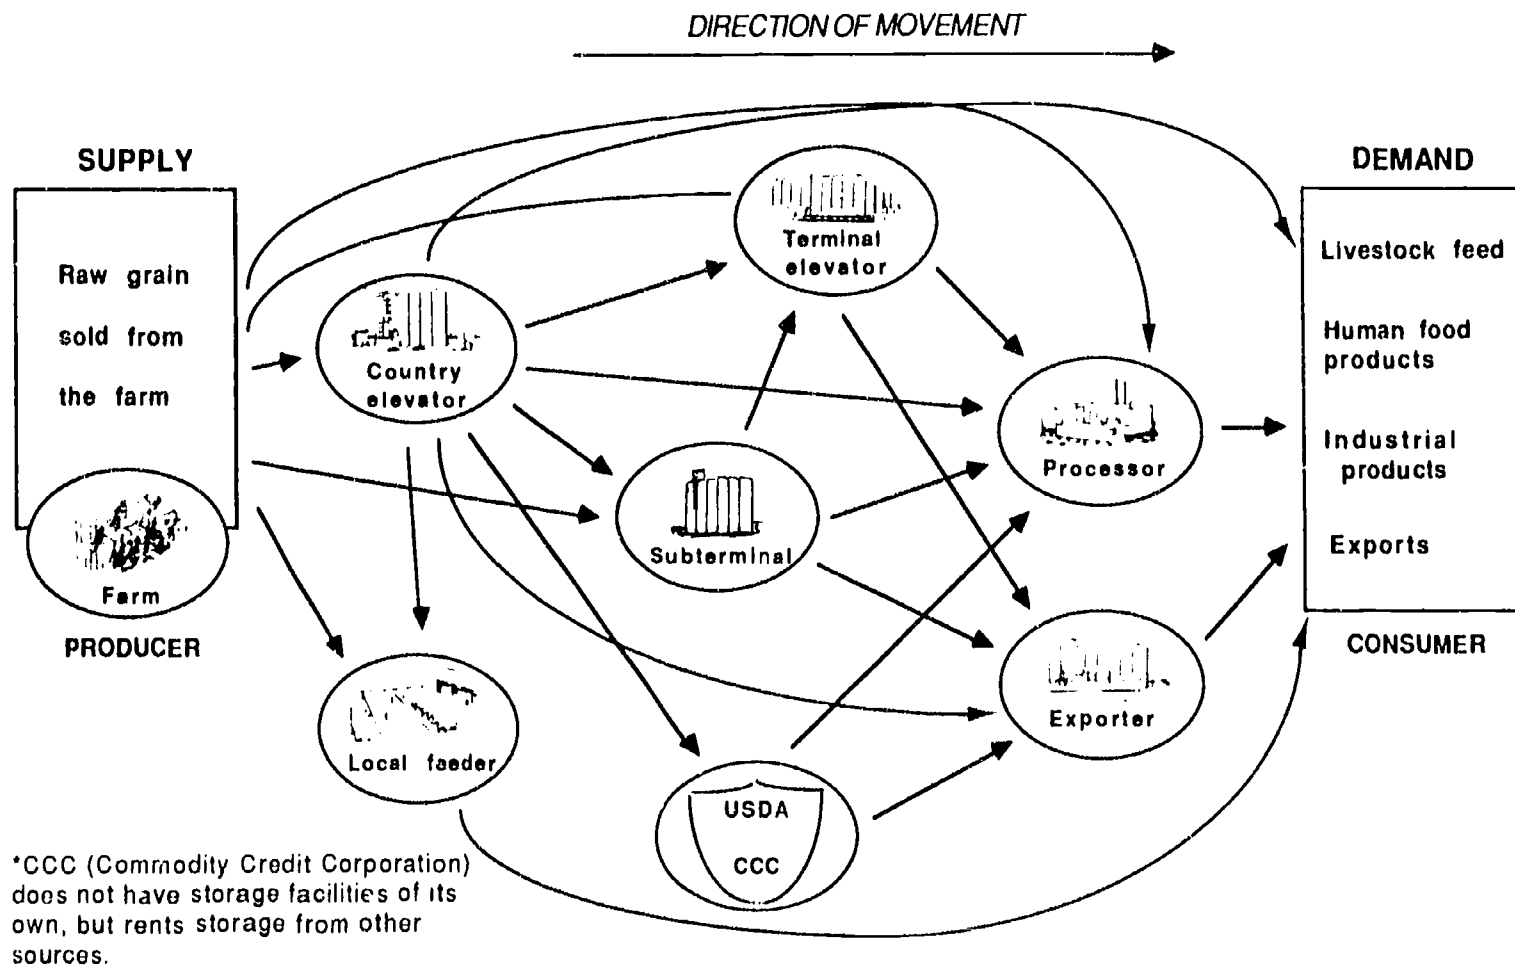 DIRECTION OF MOVEMENT
SUPPLY
DEMAND
Raw grain
sold from
the farm
Farm
PRODUCER
Country
elevator
Terminal
elevator
Subterminal
Local feeder
USDA
CCC
Processor
Exporter
Livestock feed
Human food
products
Industrial
products
Exports
CONSUMER
*CCC (Commodity Credit Corporation)
does not have storage facilities of its
own, but rents storage from other
sources.